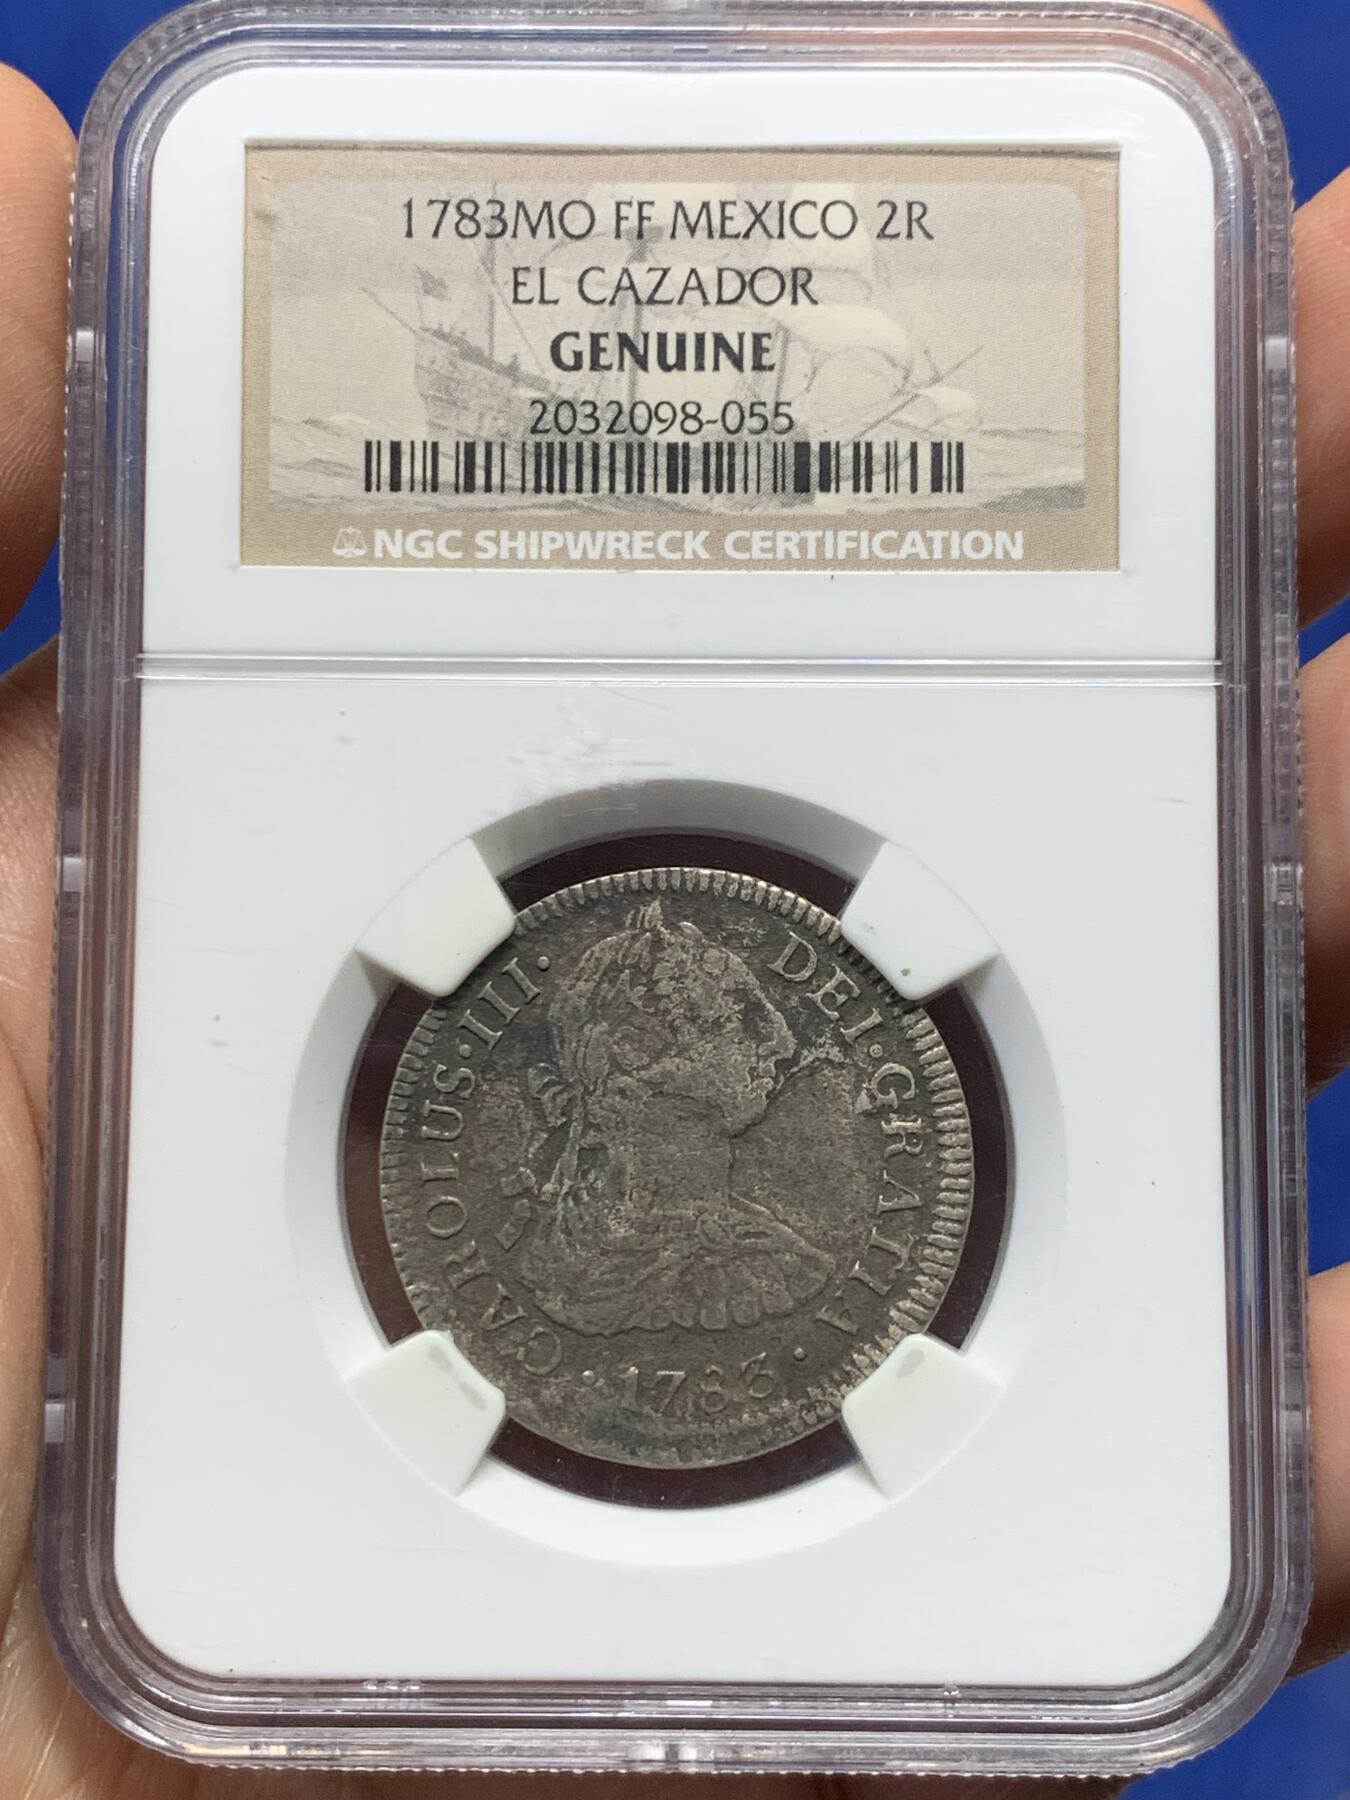 1783MO FF MEXICO 2R
EL CAZADOR
GENUINE
2032098-055
NGC SHIPWRECK CERTIFICATION
CAROLUS·III· DEI·GRATIA
·1783·